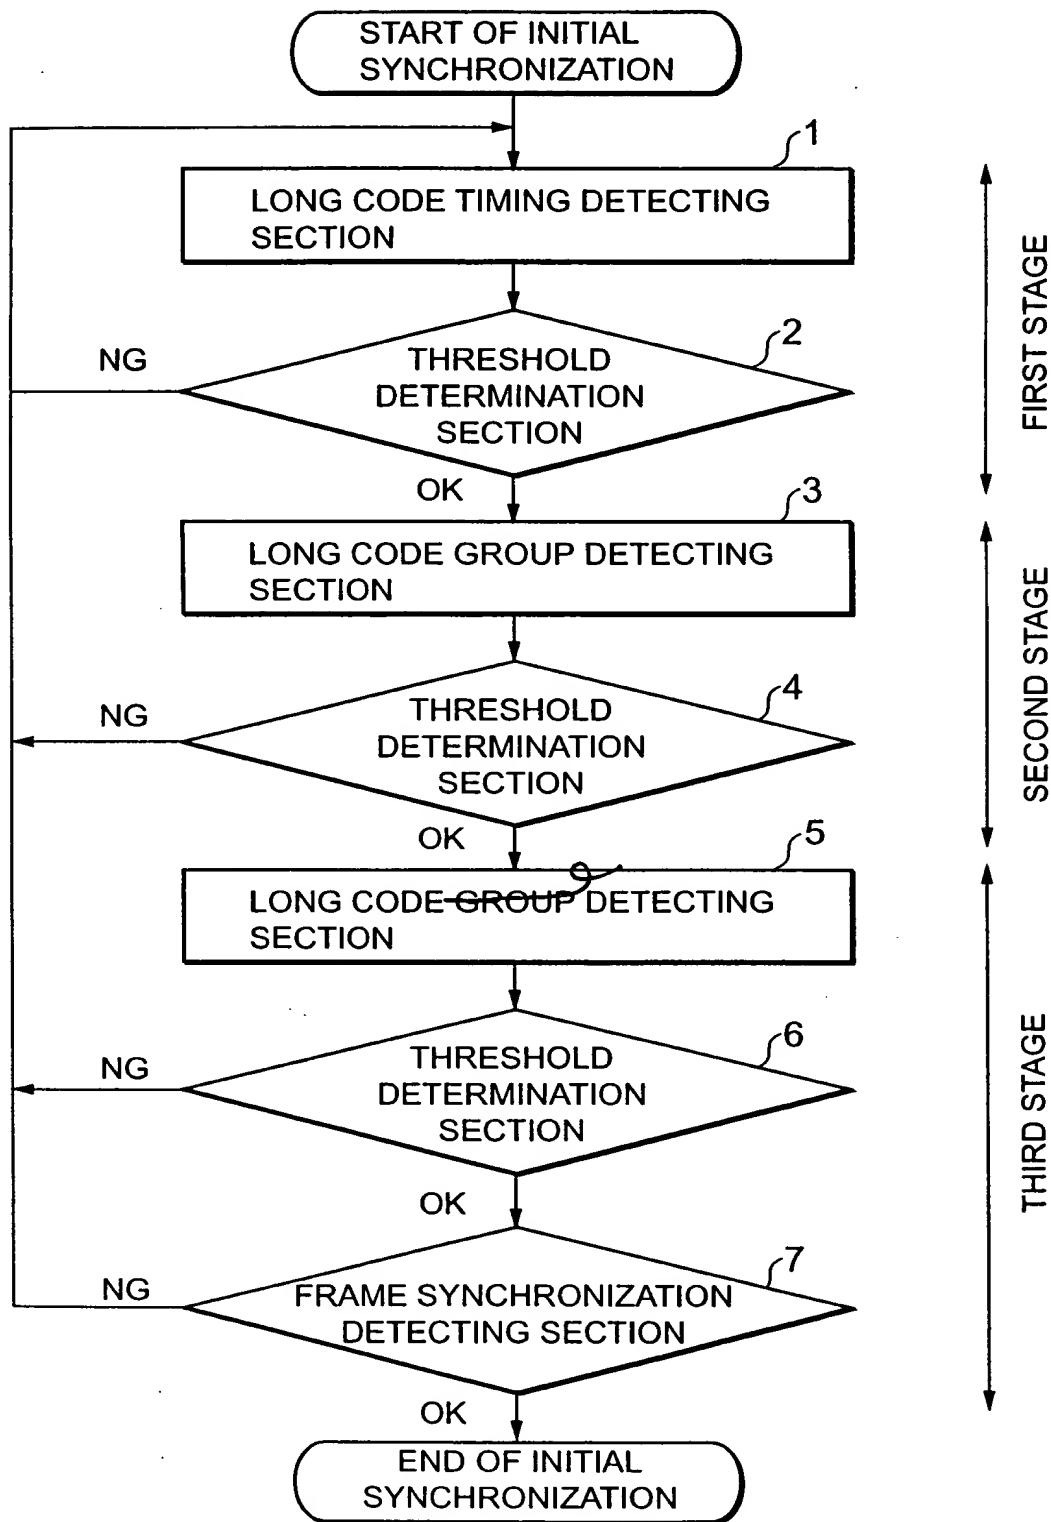 START OF INITIAL
SYNCHRONIZATION
1
LONG CODE TIMING DETECTING
SECTION
2
NG
THRESHOLD
DETERMINATION
SECTION
FIRST STAGE
OK
3
LONG CODE GROUP DETECTING
SECTION
4
NG
THRESHOLD
DETERMINATION
SECTION
SECOND STAGE
OK
5
LONG CODE GROUP DETECTING
SECTION
6
NG
THRESHOLD
DETERMINATION
SECTION
THIRD STAGE
OK
7
NG
FRAME SYNCHRONIZATION
DETECTING SECTION
OK
END OF INITIAL
SYNCHRONIZATION